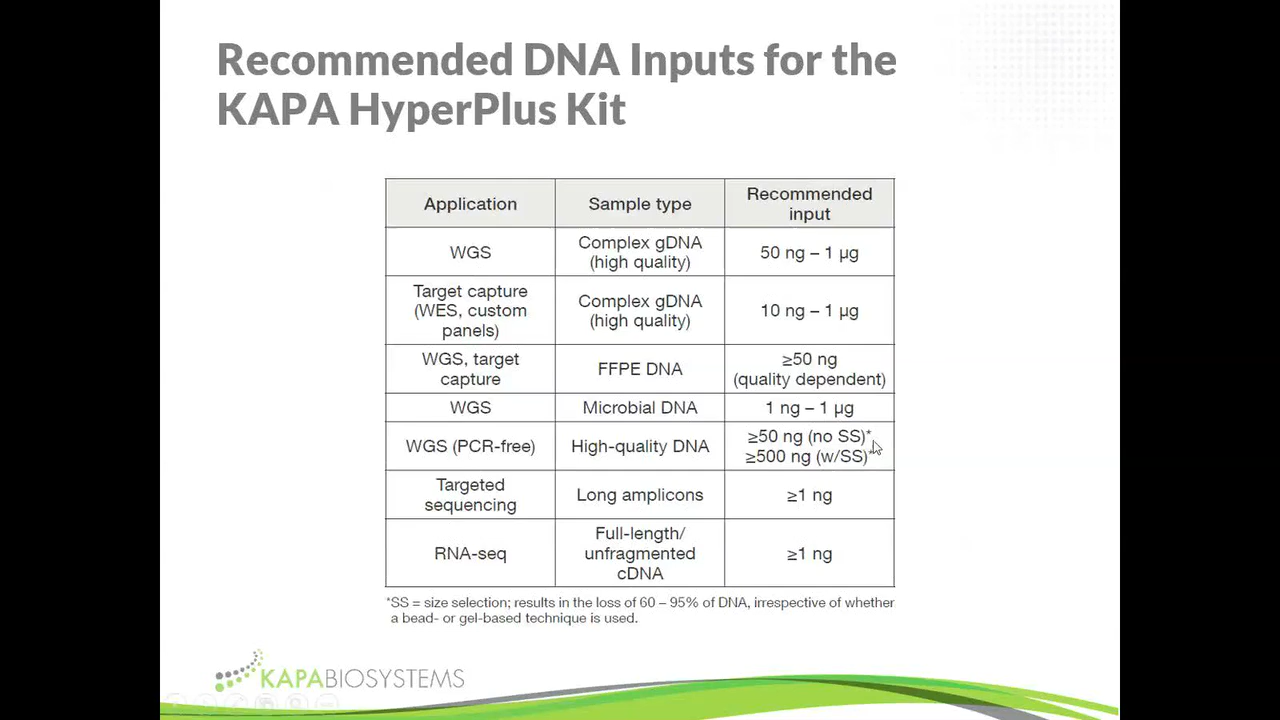 Recommended DNA Inputs for the
KAPA HyperPlus Kit
Application
Sample type
Recommended
input
WGS
Complex gDNA
(high quality)
50 ng – 1 µg
Target capture
(WES, custom
panels)
Complex gDNA
(high quality)
10 ng – 1 µg
WGS, target
capture
FFPE DNA
≥50 ng
(quality dependent)
WGS
Microbial DNA
1 ng – 1 µg
WGS (PCR-free)
High-quality DNA
≥50 ng (no SS)*
≥500 ng (w/SS)*
Targeted
sequencing
Long amplicons
≥1 ng
RNA-seq
Full-length/
unfragmented
cDNA
≥1 ng
*SS = size selection; results in the loss of 60 – 95% of DNA, irrespective of whether
a bead- or gel-based technique is used.
KAPABIOSYSTEMS